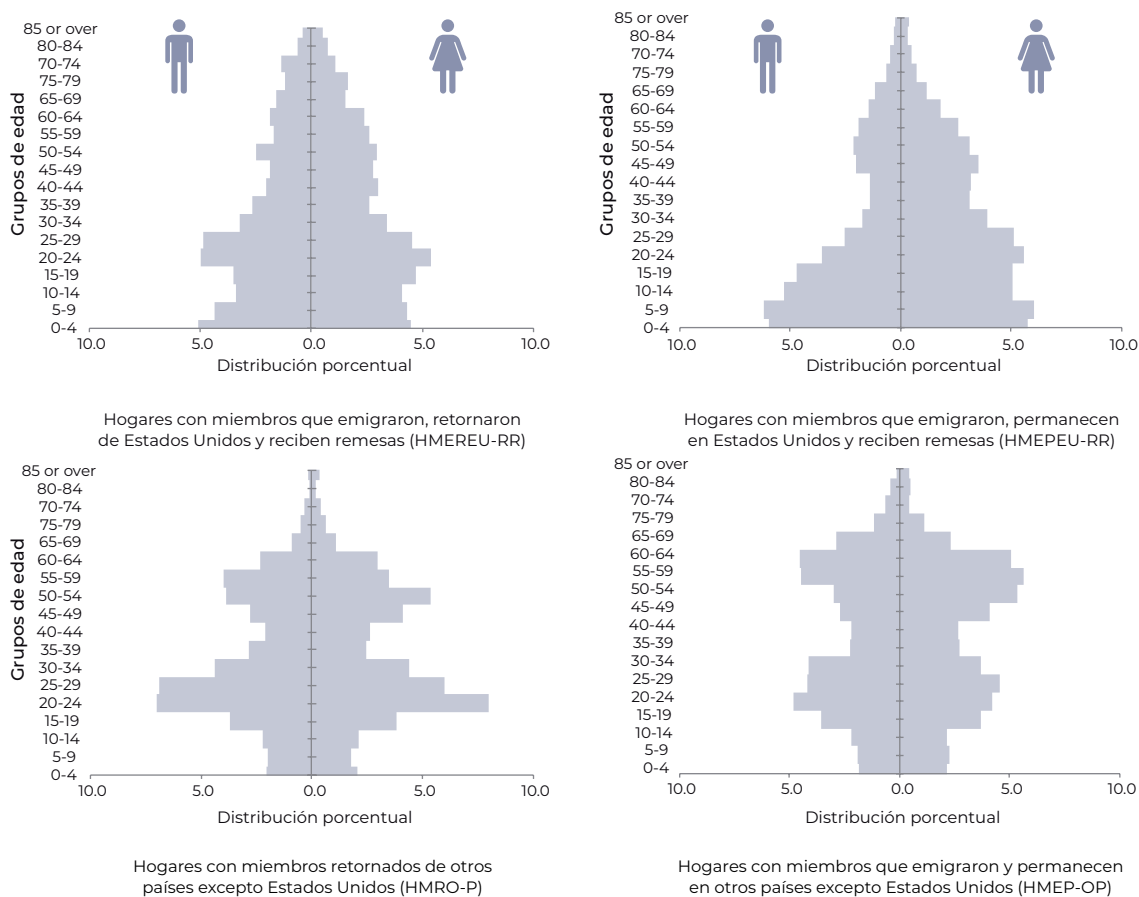 Grupos de edad
85 or over
80-84
70-74
75-79
65-69
60-64
55-59
50-54
45-49
40-44
35-39
30-34
25-29
20-24
15-19
10-14
5-9
0-4
10.0 5.0 0.0 5.0 10.0
Distribución porcentual
Hogares con miembros que emigraron, retornaron
de Estados Unidos y reciben remesas (HMEREU-RR)
Grupos de edad
85 or over
80-84
70-74
75-79
65-69
60-64
55-59
50-54
45-49
40-44
35-39
30-34
25-29
20-24
15-19
10-14
5-9
0-4
10.0 5.0 0.0 5.0 10.0
Distribución porcentual
Hogares con miembros que emigraron, permanecen
en Estados Unidos y reciben remesas (HMEPEU-RR)
Grupos de edad
85 or over
80-84
70-74
75-79
65-69
60-64
55-59
50-54
45-49
40-44
35-39
30-34
25-29
20-24
15-19
10-14
5-9
0-4
10.0 5.0 0.0 5.0 10.0
Distribución porcentual
Hogares con miembros retornados de otros
países excepto Estados Unidos (HMRO-P)
85 or over
80-84
70-74
75-79
65-69
60-64
55-59
50-54
45-49
40-44
35-39
30-34
25-29
20-24
15-19
10-14
5-9
0-4
10.0 5.0 0.0 5.0 10.0
Distribución porcentual
Hogares con miembros que emigraron y permanecen
en otros países excepto Estados Unidos (HMEP-OP)